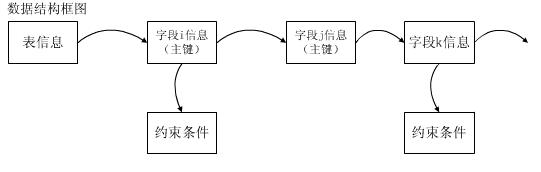 数据结构框图
表信息
字段i信息
（主键）
字段j信息
（主键）
字段k信息
约束条件
约束条件